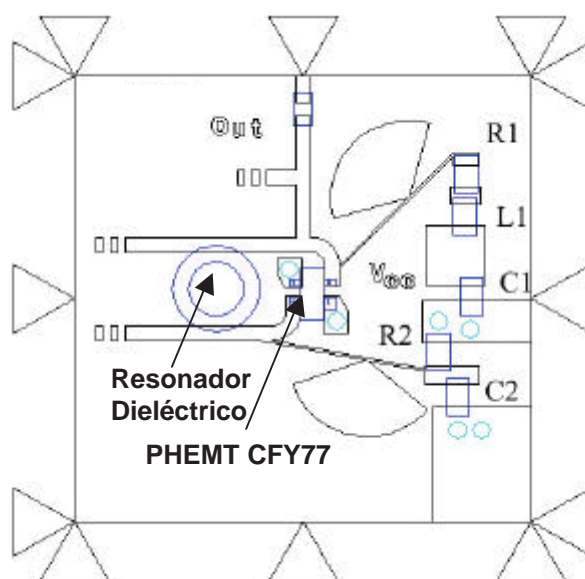 Out
R1
L1
Vcc
C1
R2
C2
Resonador
Dieléctrico
PHEMT CFY77